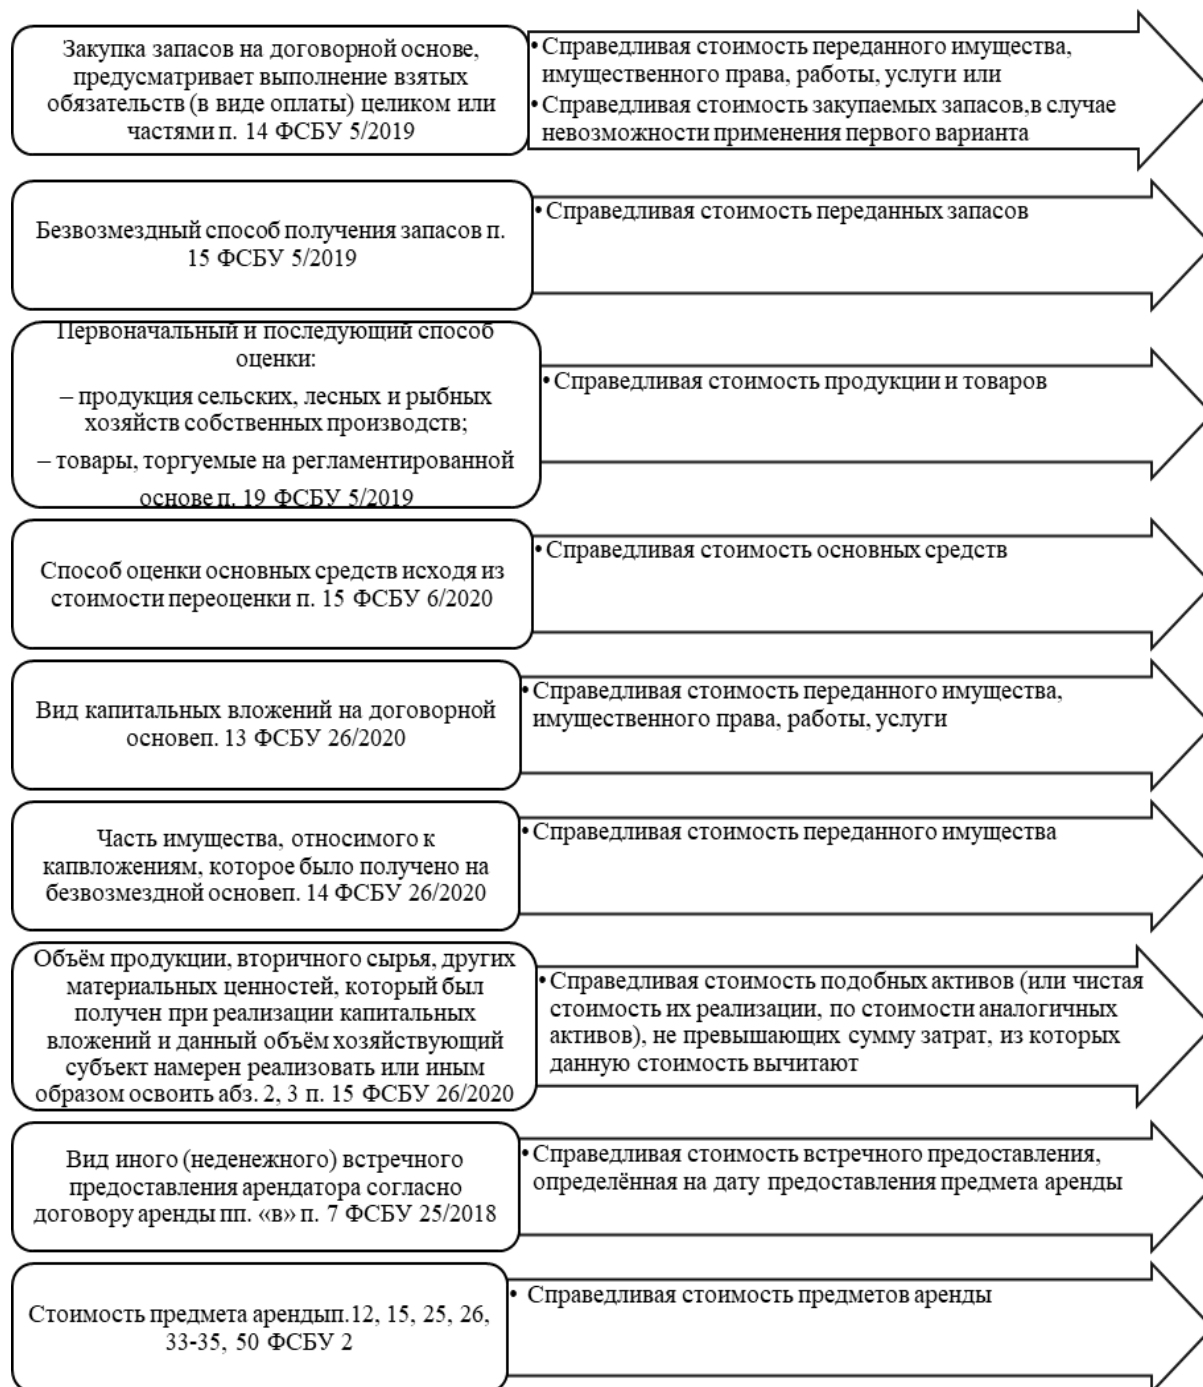 Закупка запасов на договорной основе,
предусматривает выполнение взятых
обязательств (в виде оплаты) целиком или
частями п. 14 ФСБУ 5/2019
• Справедливая стоимость переданного имущества,
имущественного права, работы, услуги или
• Справедливая стоимость закупаемых запасов,в случае
невозможности применения первого варианта
Безвозмездный способ получения запасов п.
15 ФСБУ 5/2019
• Справедливая стоимость переданных запасов
Первоначальный и последующий способ
оценки:
– продукция сельских, лесных и рыбных
хозяйств собственных производств;
– товары, торгуемые на регламентированной
основе п. 19 ФСБУ 5/2019
• Справедливая стоимость продукции и товаров
Способ оценки основных средств исходя из
стоимости переоценки п. 15 ФСБУ 6/2020
• Справедливая стоимость основных средств
Вид капитальных вложений на договорной
основеп. 13 ФСБУ 26/2020
• Справедливая стоимость переданного имущества,
имущественного права, работы, услуги
Часть имущества, относимого к
капвложениям, которое было получено на
безвозмездной основеп. 14 ФСБУ 26/2020
• Справедливая стоимость переданного имущества
Объём продукции, вторичного сырья, других
материальных ценностей, который был
получен при реализации капитальных
вложений и данный объём хозяйствующий
субъект намерен реализовать или иным
образом освоить абз. 2, 3 п. 15 ФСБУ 26/2020
• Справедливая стоимость подобных активов (или чистая
стоимость их реализации, по стоимости аналогичных
активов), не превышающих сумму затрат, из которых
данную стоимость вычитают
Вид иного (неденежного) встречного
предоставления арендатора согласно
договору аренды пп. «в» п. 7 ФСБУ 25/2018
• Справедливая стоимость встречного предоставления,
определённая на дату предоставления предмета аренды
Стоимость предмета арендып.12, 15, 25, 26,
33-35, 50 ФСБУ 2
• Справедливая стоимость предметов аренды